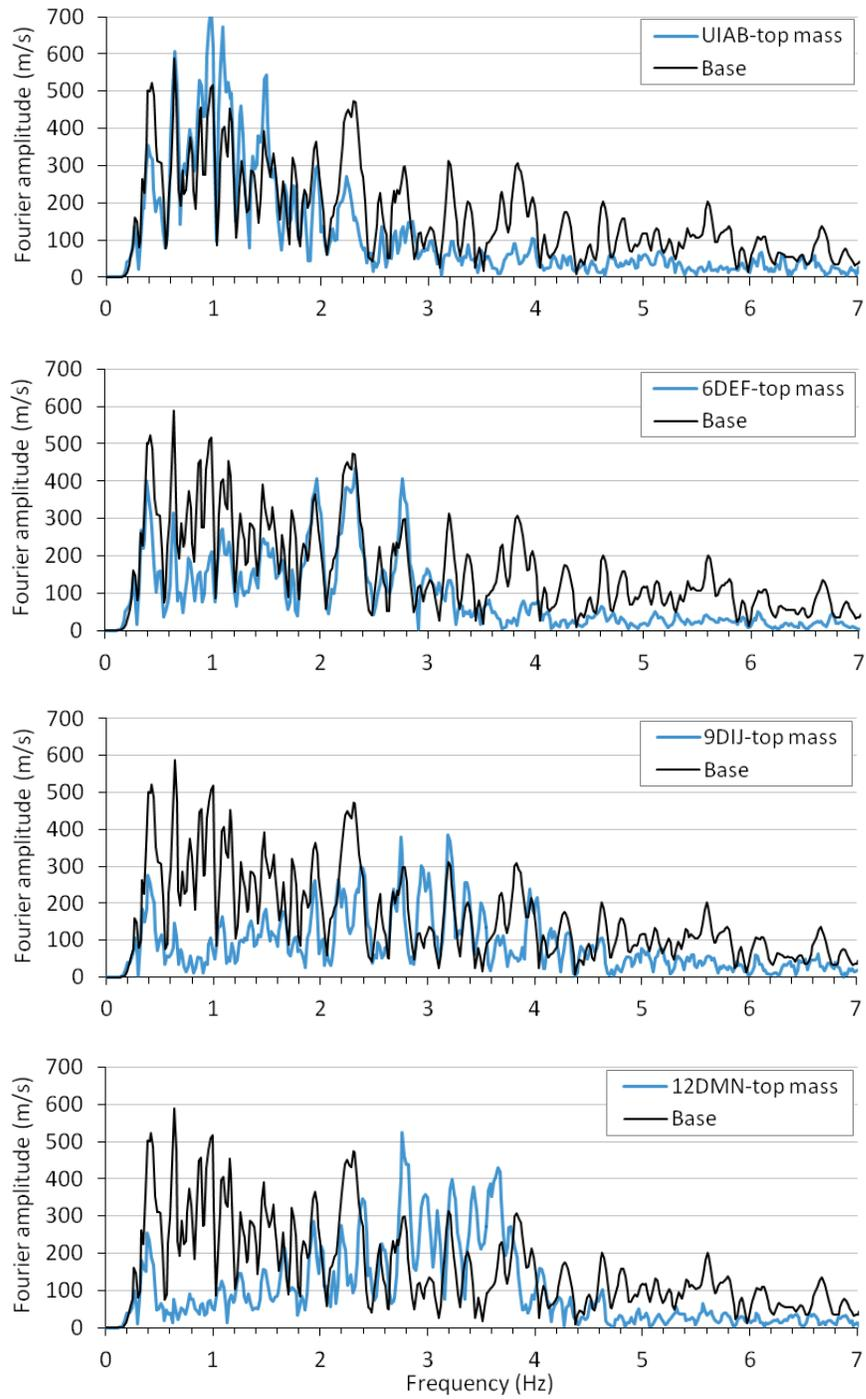 Fourier amplitude (m/s)
700
600
500
400
300
200
100
0
UIAB-top mass
Base
0 1 2 3 4 5 6 7
Fourier amplitude (m/s)
700
600
500
400
300
200
100
0
6DEF-top mass
Base
0 1 2 3 4 5 6 7
Fourier amplitude (m/s)
700
600
500
400
300
200
100
0
9DIJ-top mass
Base
0 1 2 3 4 5 6 7
Fourier amplitude (m/s)
700
600
500
400
300
200
100
0
12DMN-top mass
Base
0 1 2 3 4 5 6 7
Frequency (Hz)